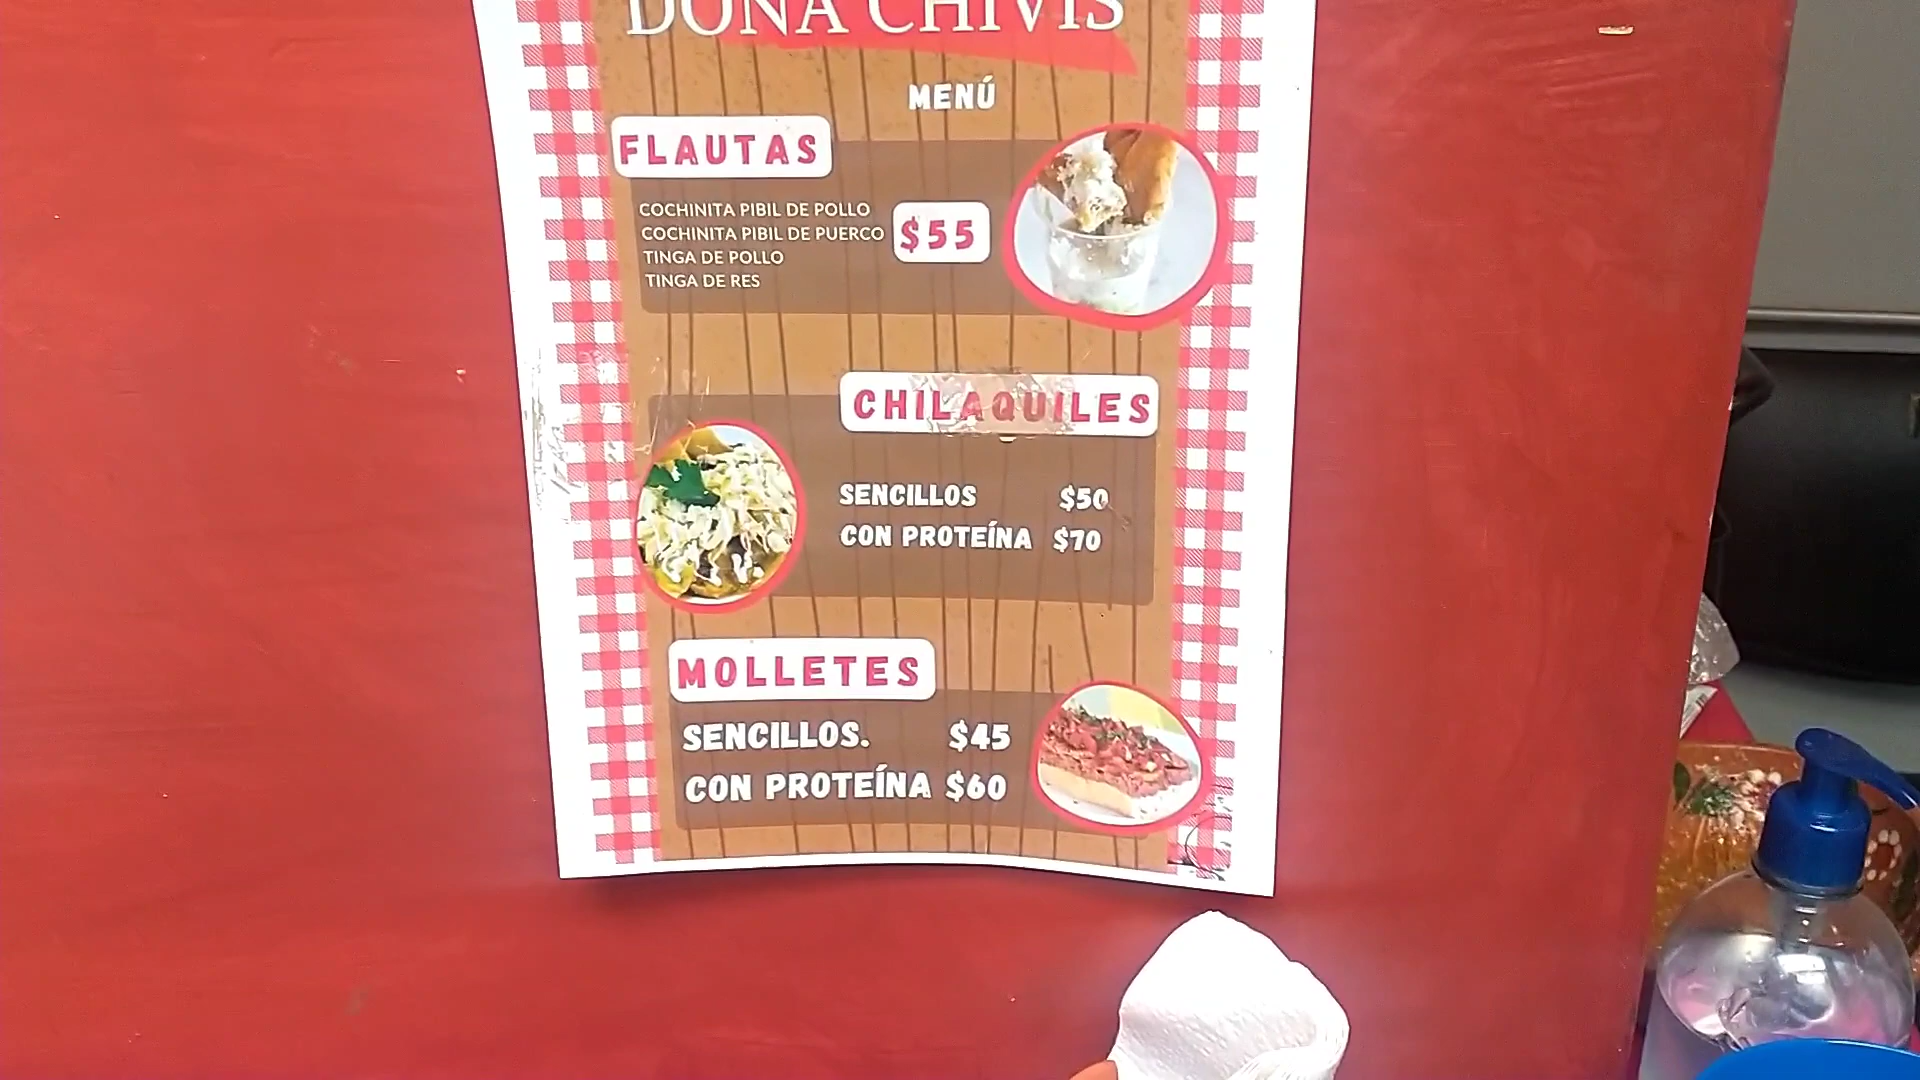 DOÑA CHIVIS
MENÚ
FLAUTAS
COCHINITA PIBIL DE POLLO
COCHINITA PIBIL DE PUERCO
TINGA DE POLLO
TINGA DE RES
$55
CHILAQUILES
SENCILLOS $50
CON PROTEÍNA $70
MOLLETES
SENCILLOS. $45
CON PROTEÍNA $60